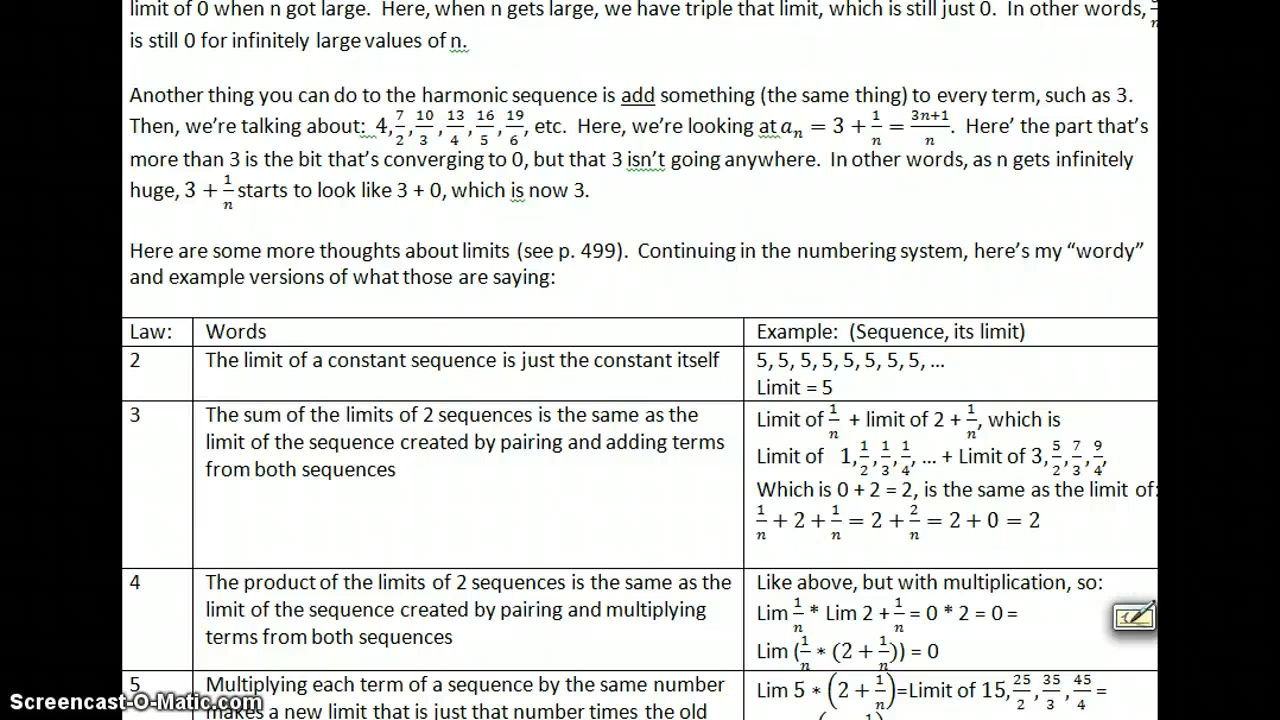 limit of 0 when n got large. Here, when n gets large, we have triple that limit, which is still just 0. In other words,
is still 0 for infinitely large values of n.
Another thing you can do to the harmonic sequence is add something (the same thing) to every term, such as 3.
Then, we're talking about: 4, 7/2, 10/3, 13/4, 16/5, 19/6, etc. Here, we're looking at aₙ = 3 + 1/n = 3n+1/n. Here' the part that's
more than 3 is the bit that's converging to 0, but that 3 isn't going anywhere. In other words, as n gets infinitely
huge, 3 + 1/n starts to look like 3 + 0, which is now 3.
Here are some more thoughts about limits (see p. 499). Continuing in the numbering system, here's my "wordy"
and example versions of what those are saying:
Law: Words Example: (Sequence, its limit)
2 The limit of a constant sequence is just the constant itself 5, 5, 5, 5, 5, 5, 5, 5, ...
Limit = 5
3 The sum of the limits of 2 sequences is the same as the
limit of the sequence created by pairing and adding terms
from both sequences
Limit of 1/n + limit of 2 + 1/n, which is
Limit of 1, 1/2, 1/3, 1/4, ... + Limit of 3, 5/2, 7/3, 9/4,
Which is 0 + 2 = 2, is the same as the limit of:
1/n + 2 + 1/n = 2 + 2/n = 2 + 0 = 2
4 The product of the limits of 2 sequences is the same as the
limit of the sequence created by pairing and multiplying
terms from both sequences
Like above, but with multiplication, so:
Lim 1/n * Lim 2 + 1/n = 0 * 2 = 0 =
Lim (1/n * (2 + 1/n)) = 0
5 Multiplying each term of a sequence by the same number
makes a new limit that is just that number times the old
Lim 5 * (2 + 1/n)=Limit of 15, 25/2, 35/3, 45/4 =
Screencast-O-Matic.com